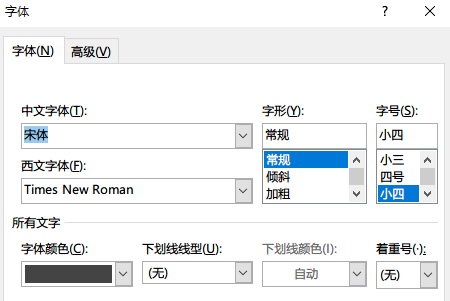 字体
字体(N) 高级(V)
中文字体(T): 字形(Y): 字号(S):
宋体 常规 小四
常规 小三
西文字体(F): 倾斜 四号
Times New Roman 加粗 小四
所有文字
字体颜色(C): 下划线线型(U): 下划线颜色(I): 着重号(·):
(无) 自动 (无)